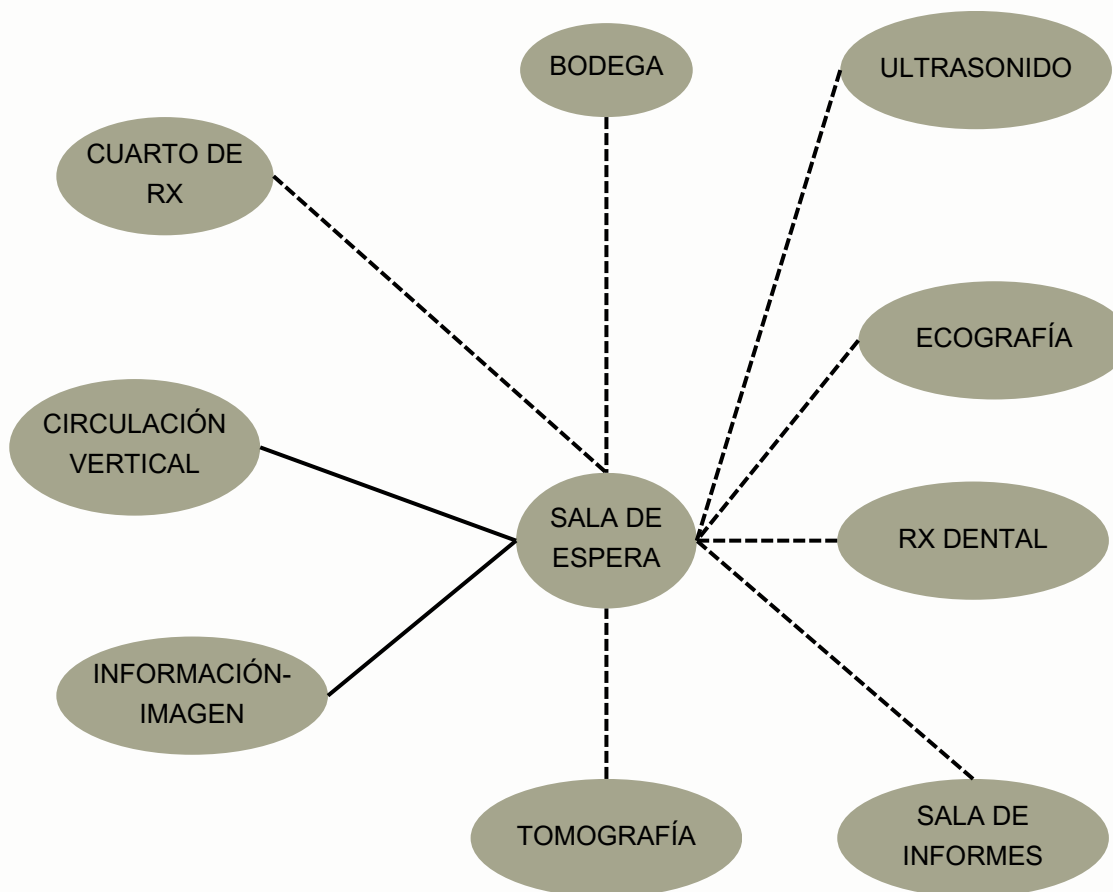 BODEGA
ULTRASONIDO
CUARTO DE
RX
ECOGRAFÍA
CIRCULACIÓN
VERTICAL
SALA DE
ESPERA
RX DENTAL
INFORMACIÓN-
IMAGEN
TOMOGRAFÍA
SALA DE
INFORMES